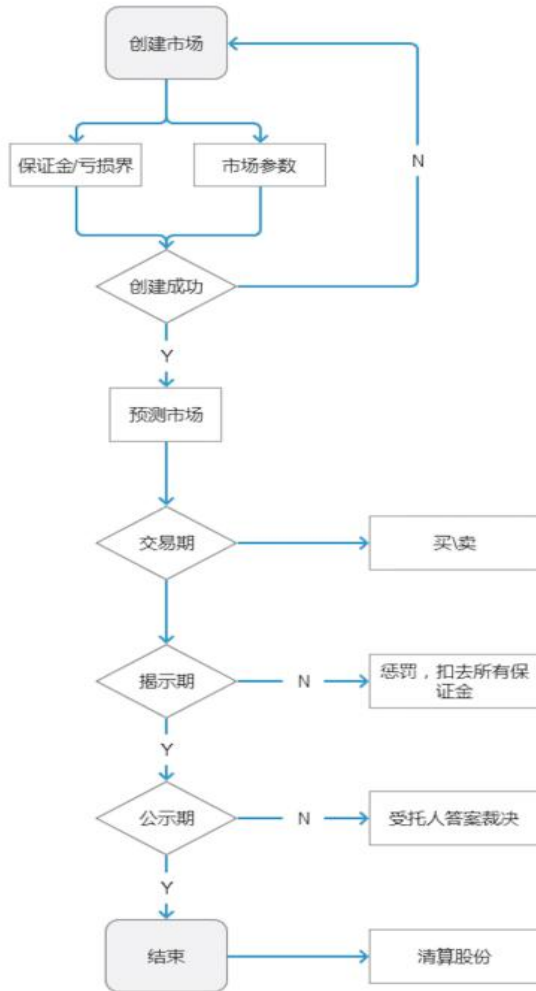 创建市场
保证金/亏损界
市场参数
N
创建成功
Y
预测市场
交易期
买\卖
揭示期
N
惩罚，扣去所有保
证金
Y
公示期
N
受托人答案裁决
Y
结束
清算股份